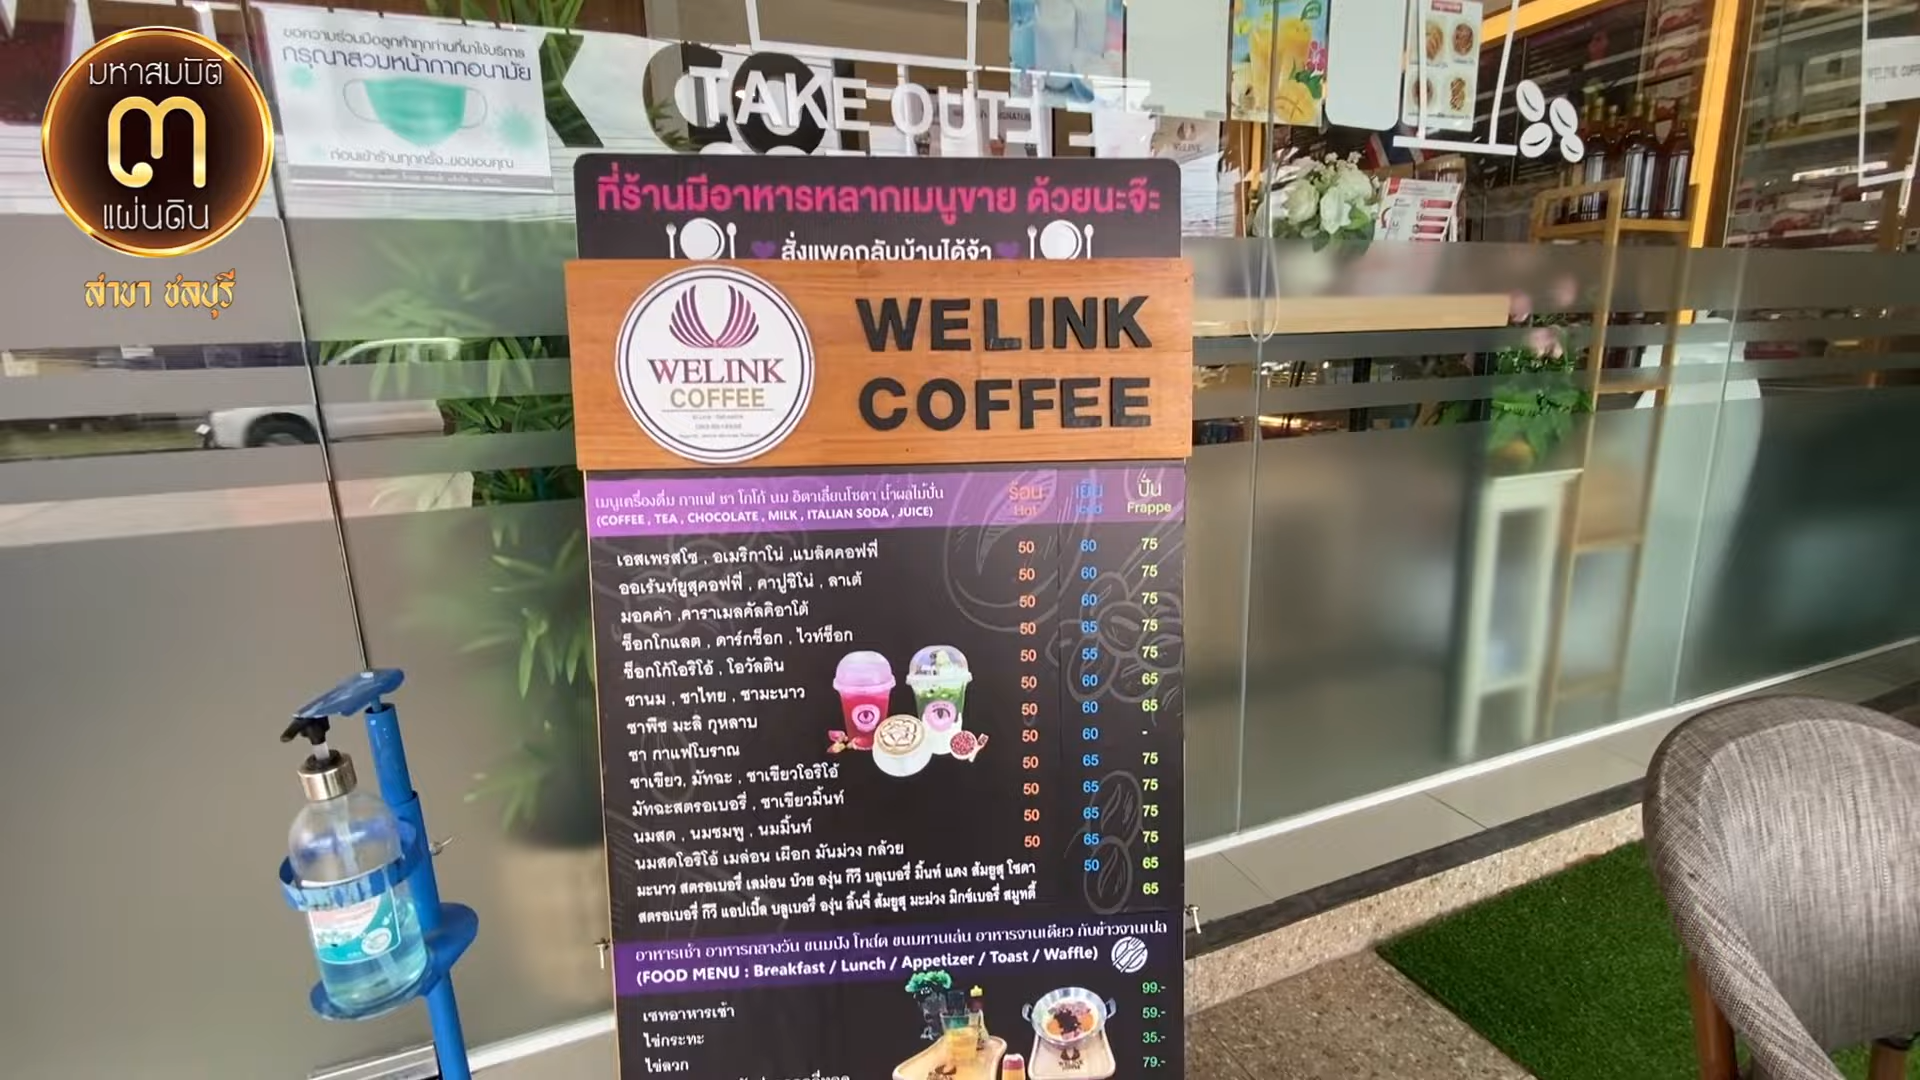 มหาสมบัติ
๓
แผ่นดิน
สาขา ชลบุรี
ขอความร่วมมือลูกค้าทุกท่านที่มาใช้บริการ
กรุณาสวมหน้ากากอนามัย
ก่อนเข้าร้านทุกครั้ง..ขอขอบคุณ
TAKE OUT
ที่ร้านมีอาหารหลากเมนูขาย ด้วยนะจ๊ะ
สั่งแพคกลับบ้านได้จ้า
WELINK
COFFEE
WELINK
COFFEE
เมนูเครื่องดื่ม กาแฟ ชา โกโก้ นม อิตาเลี่ยนโซดา น้ำผลไม้ปั่น ร้อน เย็น ปั่น
(COFFEE , TEA , CHOCOLATE , MILK , ITALIAN SODA , JUICE) Hot Iced Frappe
เอสเพรสโซ , อเมริกาโน่ ,แบล๊คคอฟฟี่ 50 60 75
ออเร้นท์ยูสุคอฟฟี่ , คาปูชิโน่ , ลาเต้ 50 60 75
มอคค่า ,คาราเมลคัลคิอาโต้ 50 60 75
ช็อกโกแลต , ดาร์กช็อก , ไวท์ช็อก 50 65 75
ช็อกโก้โอริโอ้ , โอวัลติน 50 55 75
ชานม , ชาไทย , ชามะนาว 50 60 65
ชาพีช มะลิ กุหลาบ 50 60 65
ชา กาแฟโบราณ 50 60 -
ชาเขียว, มัทฉะ , ชาเขียวโอริโอ้ 50 65 75
มัทฉะสตรอเบอรี่ , ชาเขียวมิ้นท์ 50 65 75
นมสด , นมชมพู , นมมิ้นท์ 50 65 75
นมสดโอริโอ้ เมล่อน เผือก มันม่วง กล้วย 50 65 75
มะนาว สตรอเบอรี่ เลม่อน บ๊วย องุ่น กีวี บลูเบอรี่ มิ้นท์ แดง ส้มยูสุ โซดา 50 65
สตรอเบอรี่ กีวี แอปเปิ้ล บลูเบอรี่ องุ่น ลิ้นจี่ ส้มยูสุ มะม่วง มิกซ์เบอรี่ สมูทตี้ 65
อาหารเช้า อาหารกลางวัน ขนมปัง โทส์ต ขนมทานเล่น อาหารจานเดียว กับข้าวจานเปล
(FOOD MENU : Breakfast / Lunch / Appetizer / Toast / Waffle)
เซทอาหารเช้า 99.-
ไข่กระทะ 59.-
ไข่ลวก 35.-
79.-
WELINK
COFFEE